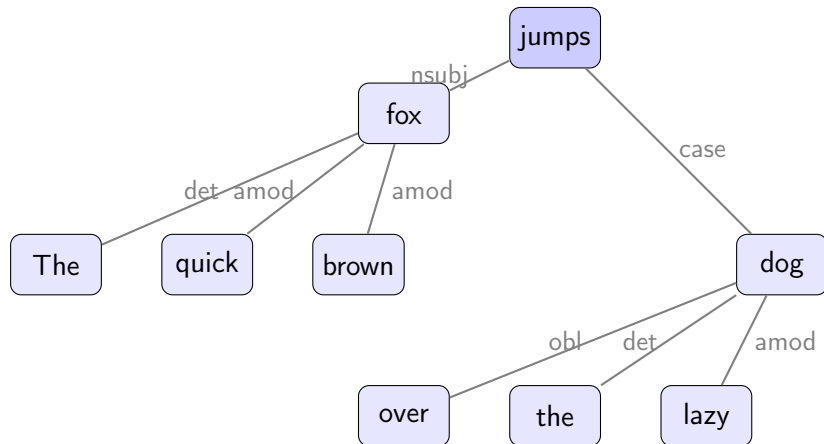 jumps
nsubj
fox
case
det amod amod
The quick brown dog
obl det amod
over the lazy